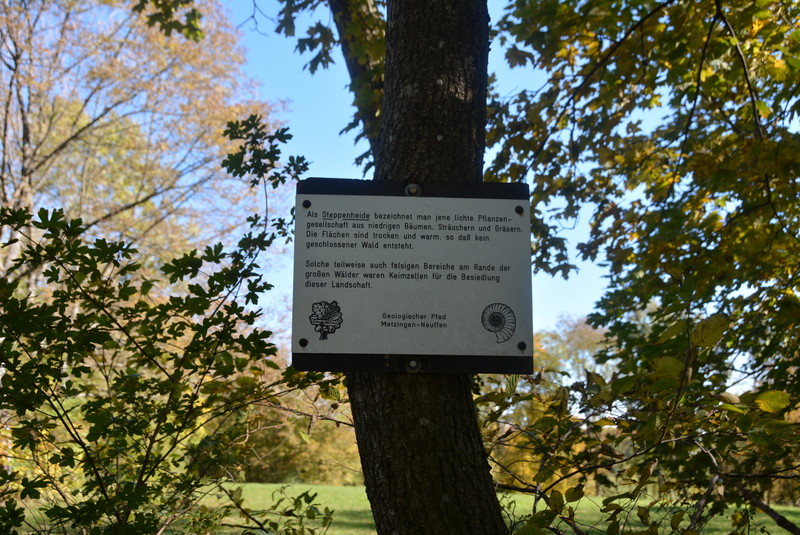 Als Steppenheide bezeichnet man jene lichte Pflanzen-
gesellschaft aus niedrigen Bäumen, Sträuchern und Gräsern.
Die Flächen sind trocken und warm, so daß kein
geschlossener Wald entsteht.
Solche teilweise auch felsigen Bereiche am Rande der
großen Wälder waren Keimzellen für die Besiedlung
dieser Landschaft.
Geologischer Pfad
Metzingen-Neuffen